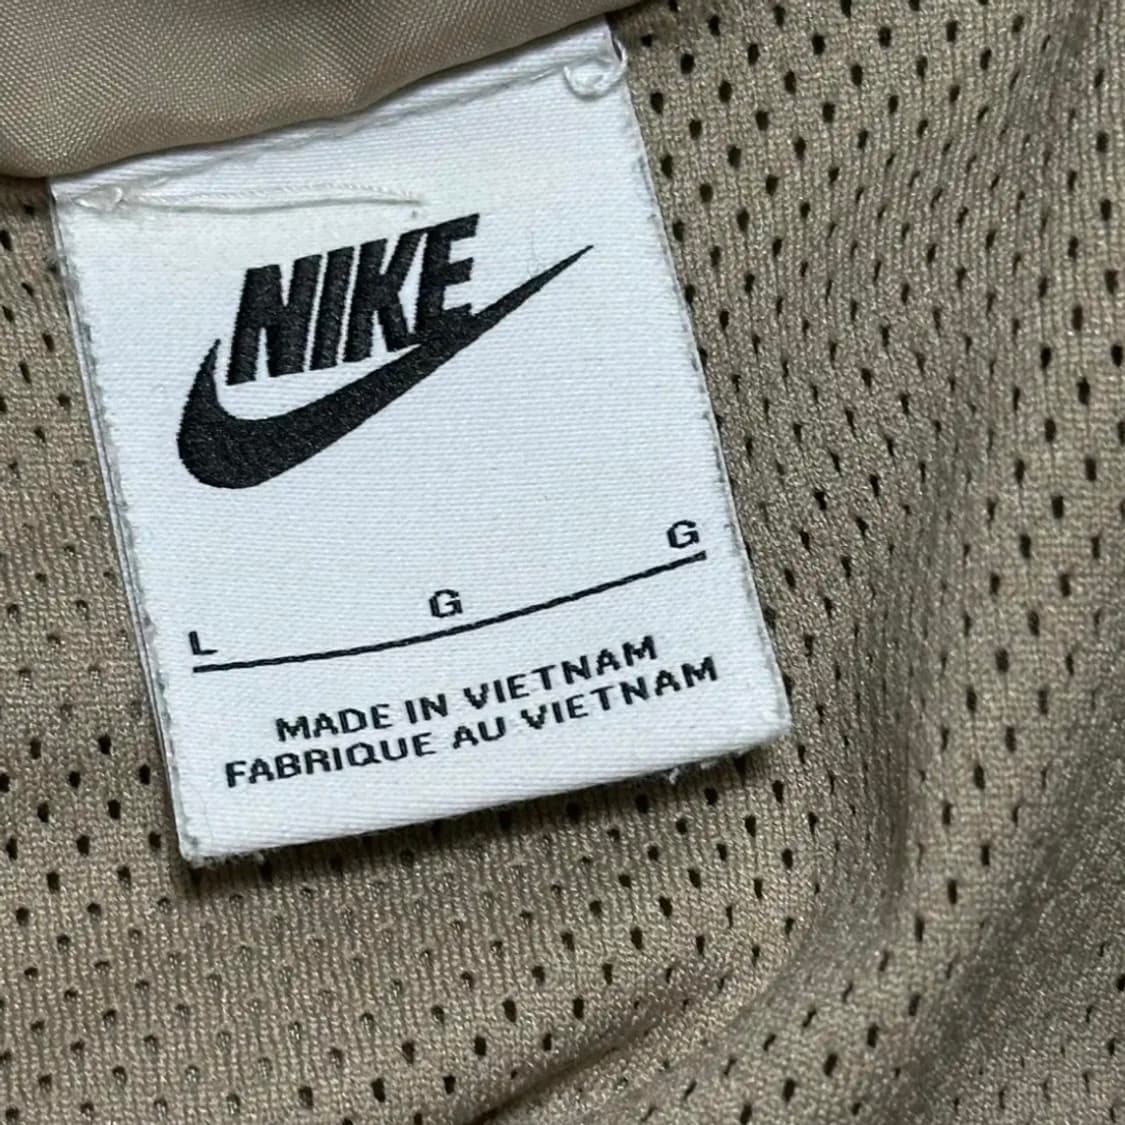 NIKE
L G G
MADE IN VIETNAM
FABRIQUE AU VIETNAM